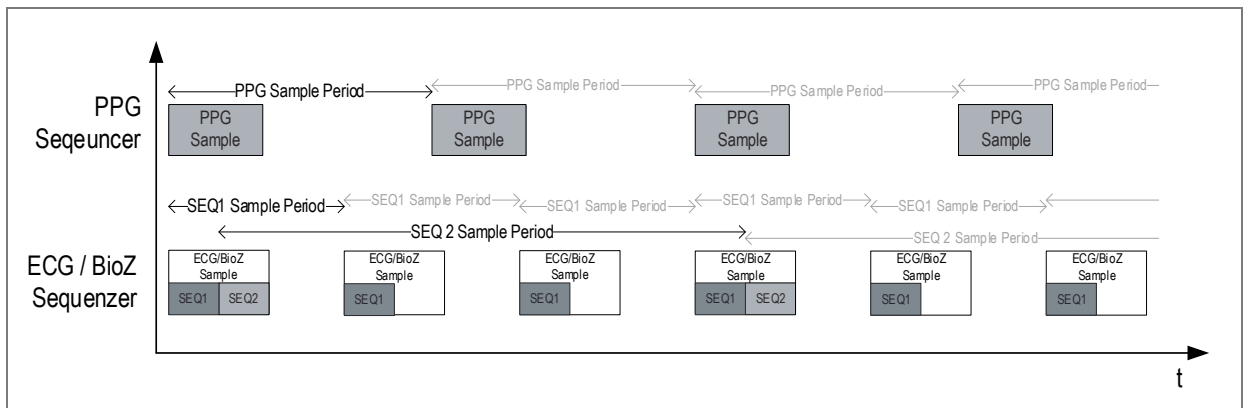 PPG Sample Period
PPG Sample Period
PPG Sample Period
PPG Sample Period
PPG
Seqeuncer
PPG
Sample
PPG
Sample
PPG
Sample
PPG
Sample
SEQ1 Sample Period
SEQ1 Sample Period
SEQ1 Sample Period
SEQ1 Sample Period
SEQ1 Sample Period
SEQ 2 Sample Period
SEQ 2 Sample Period
ECG / BioZ
Sequenzer
ECG/BioZ
Sample
SEQ1
SEQ2
ECG/BioZ
Sample
SEQ1
ECG/BioZ
Sample
SEQ1
ECG/BioZ
Sample
SEQ1
SEQ2
ECG/BioZ
Sample
SEQ1
ECG/BioZ
Sample
SEQ1
t